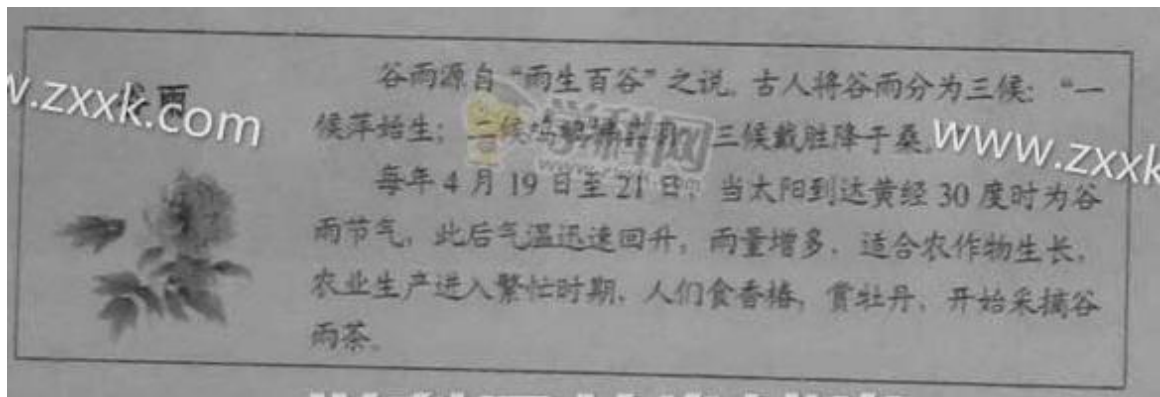 谷雨
谷雨源自“雨生百谷”之说。古人将谷雨分为三候：“一
候萍始生；二候鸣鸠拂其羽；三候戴胜降于桑。
每年4月19日至21日，当太阳到达黄经30度时为谷
雨节气，此后气温迅速回升，雨量增多，适合农作物生长，
农业生产进入繁忙时期、人们食香椿，赏牡丹、开始采摘谷
雨茶。
w.zxxk.com
学科网
www.zxxk